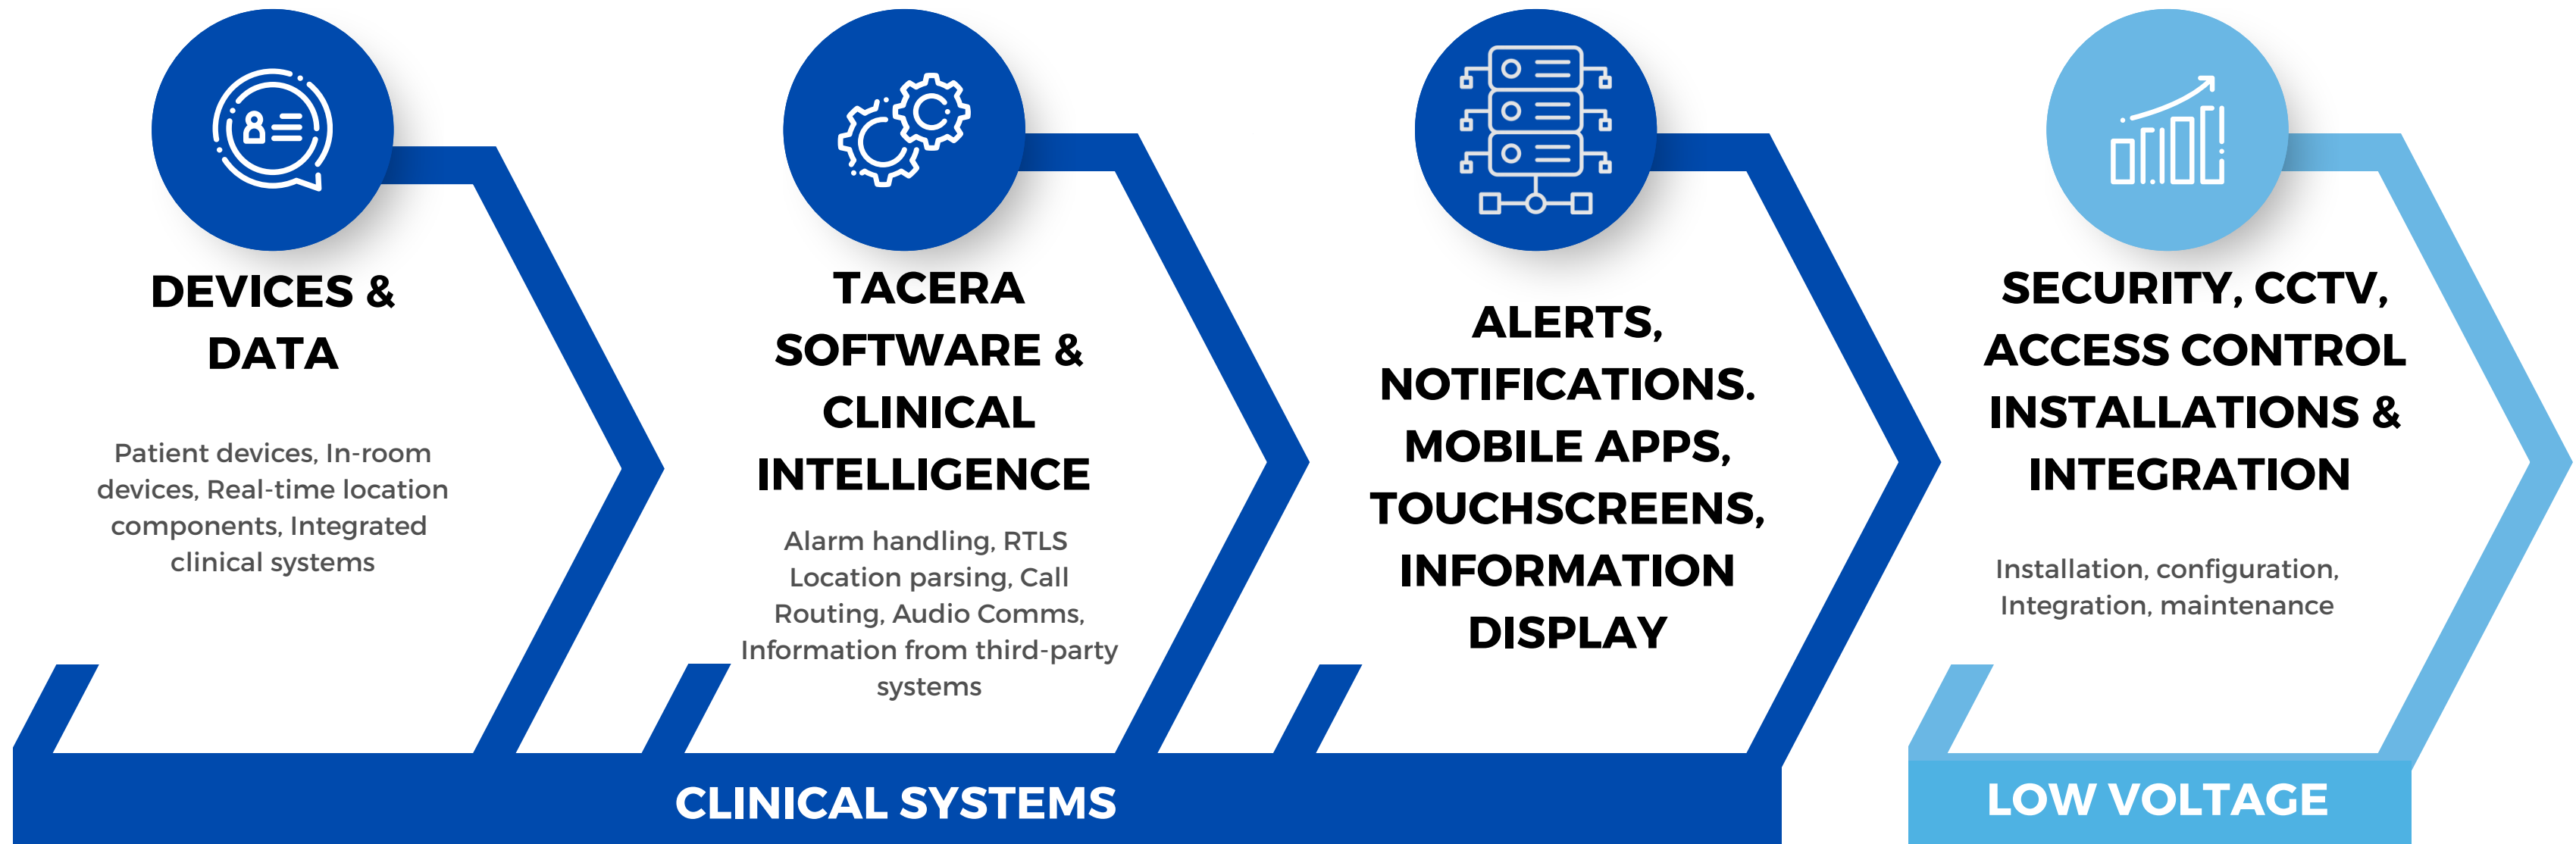 DEVICES &
DATA
Patient devices, In-room
devices, Real-time location
components, Integrated
clinical systems
TACERA
SOFTWARE &
CLINICAL
INTELLIGENCE
Alarm handling, RTLS
Location parsing, Call
Routing, Audio Comms,
Information from third-party
systems
ALERTS,
NOTIFICATIONS.
MOBILE APPS,
TOUCHSCREENS,
INFORMATION
DISPLAY
SECURITY, CCTV,
ACCESS CONTROL
INSTALLATIONS &
INTEGRATION
Installation, configuration,
Integration, maintenance
CLINICAL SYSTEMS
LOW VOLTAGE